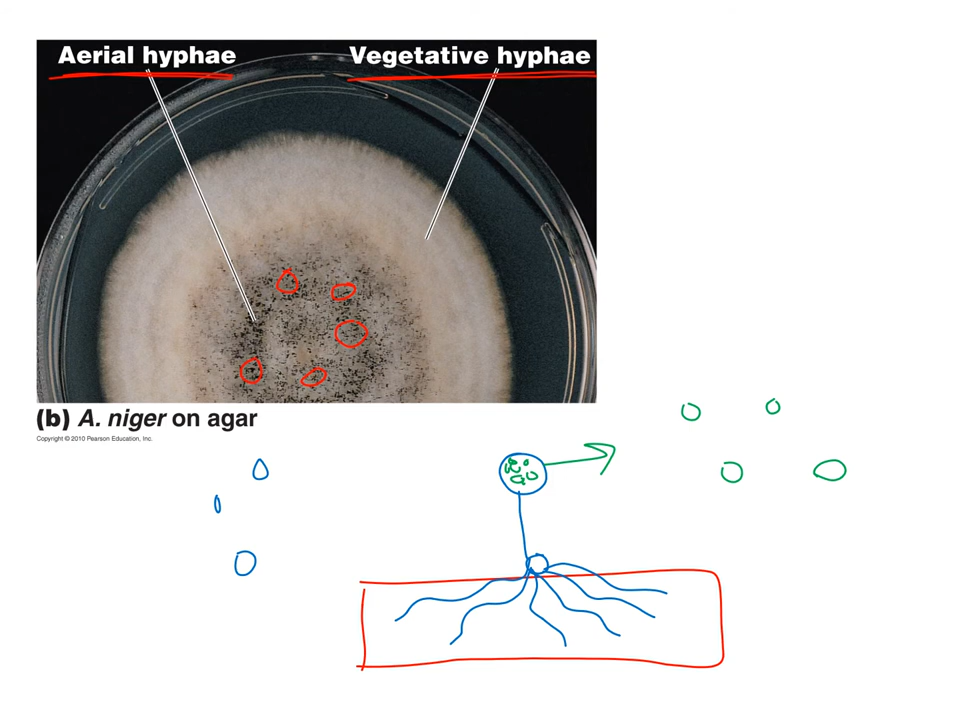 Aerial hyphae
Vegetative hyphae
(b) A. niger on agar
Copyright © 2010 Pearson Education, Inc.